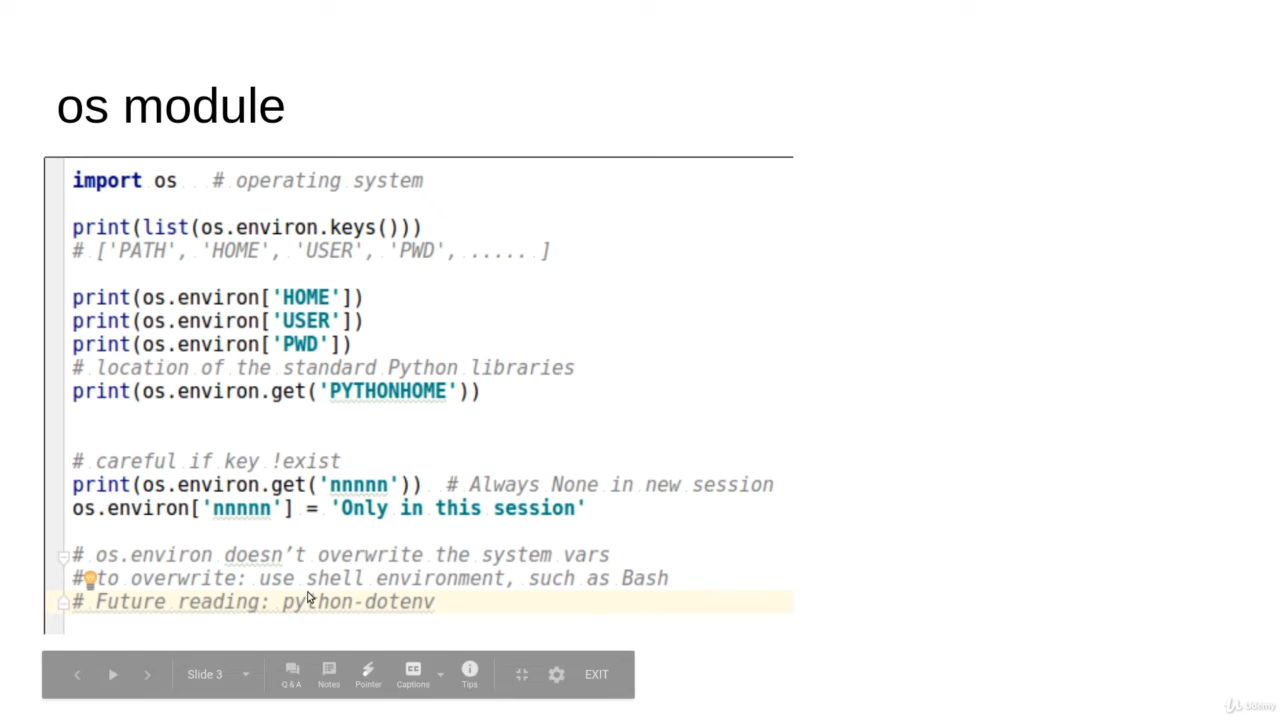 os module
import os   # operating system
print(list(os.environ.keys()))
# ['PATH', 'HOME', 'USER', 'PWD', ...... ]
print(os.environ['HOME'])
print(os.environ['USER'])
print(os.environ['PWD'])
# location of the standard Python libraries
print(os.environ.get('PYTHONHOME'))
# careful if key !exist
print(os.environ.get('nnnnn'))  # Always None in new session
os.environ['nnnnn'] = 'Only in this session'
# os.environ doesn’t overwrite the system vars
# to overwrite: use shell environment, such as Bash
# Future reading: python-dotenv
Slide 3
Q & A
Notes
Pointer
CC
Captions
Tips
EXIT
Udemy